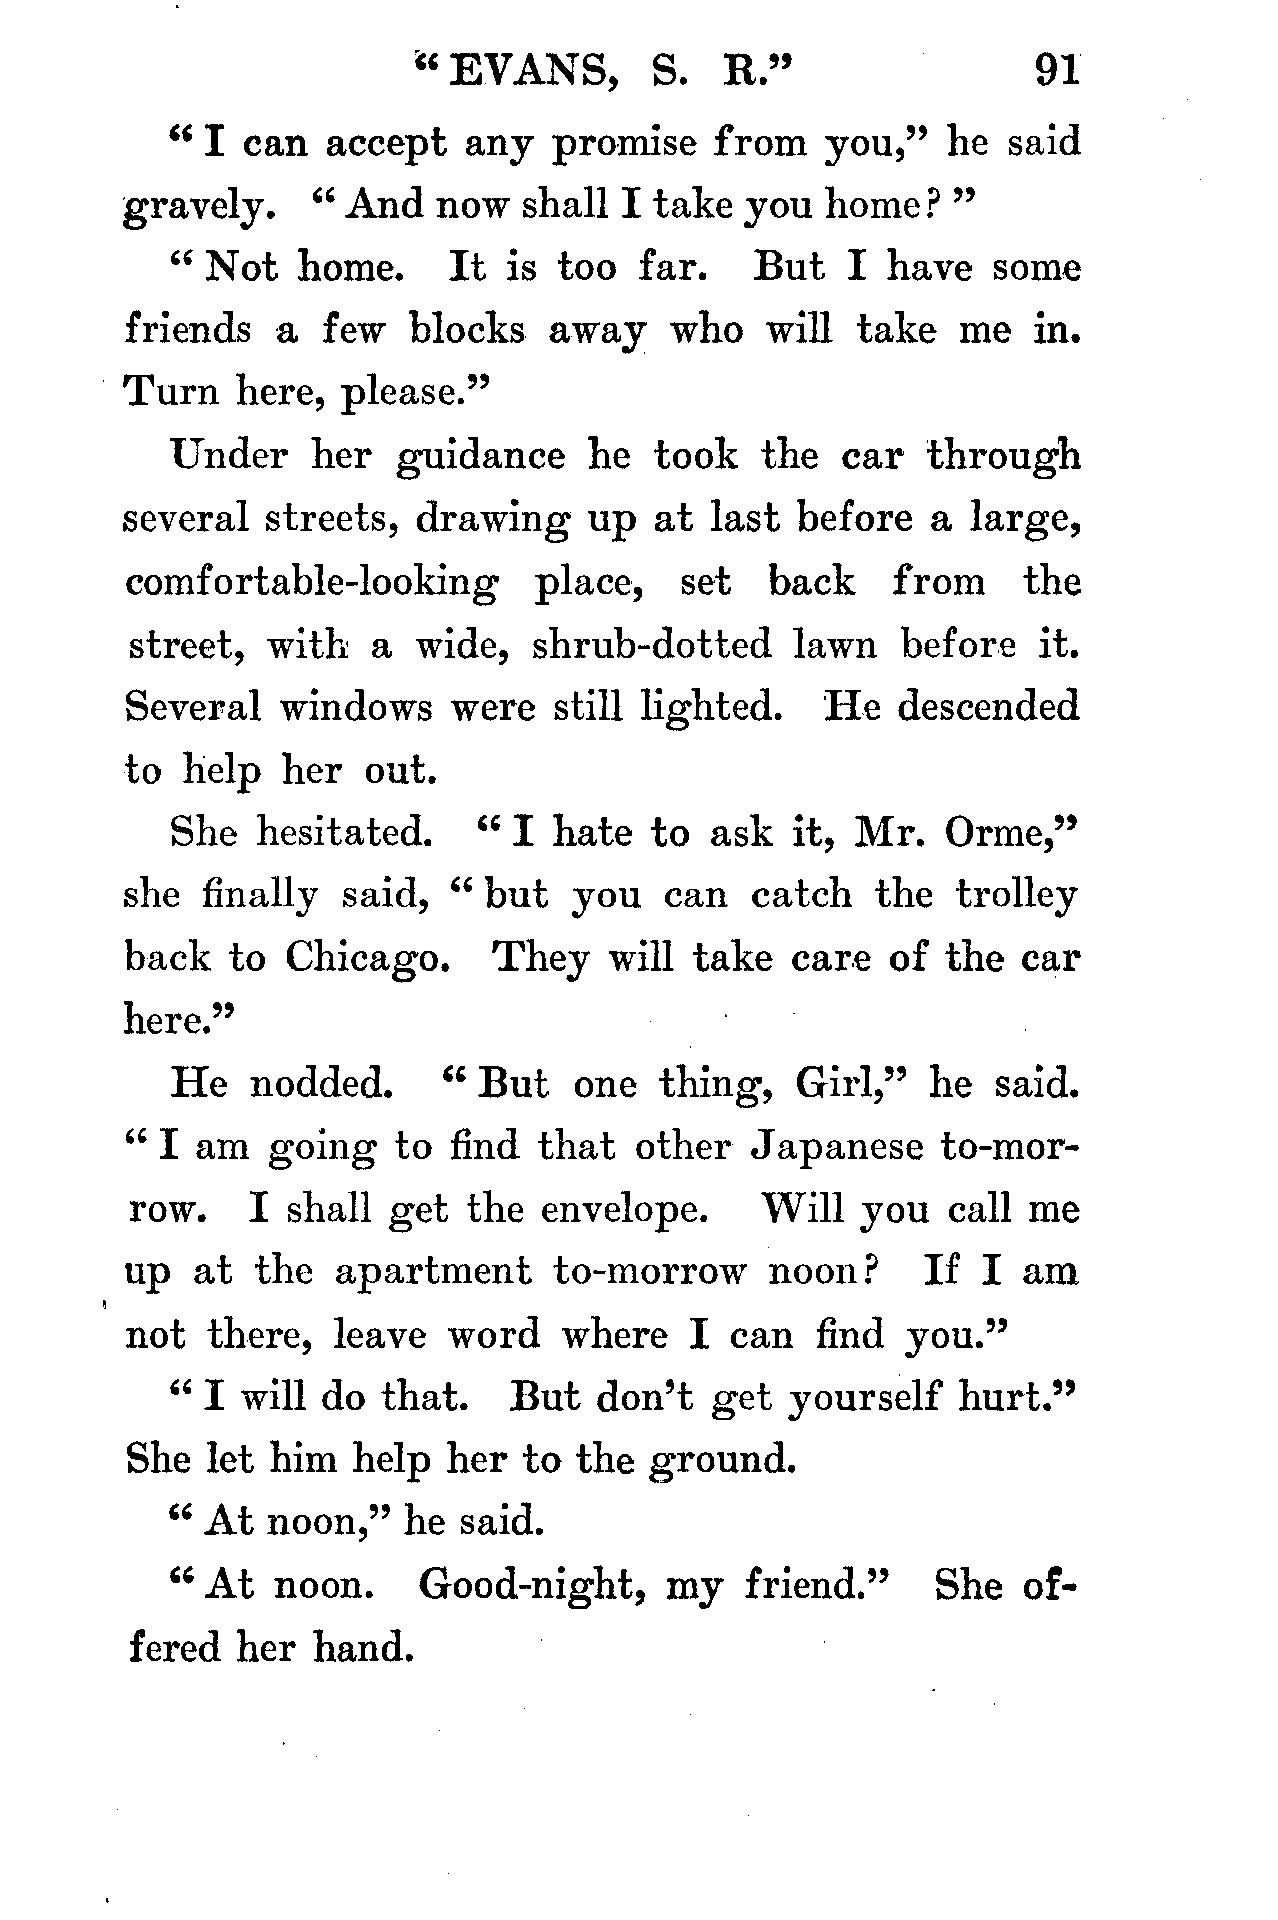 “ EVANS, S. R.” 91
“ I can accept any promise from you,” he said
gravely. “ And now shall I take you home? ”
“ Not home. It is too far. But I have some
friends a few blocks away who will take me in.
Turn here, please.”
Under her guidance he took the car through
several streets, drawing up at last before a large,
comfortable-looking place, set back from the
street, with a wide, shrub-dotted lawn before it.
Several windows were still lighted. He descended
to help her out.
She hesitated. “ I hate to ask it, Mr. Orme,”
she finally said, “ but you can catch the trolley
back to Chicago. They will take care of the car
here.”
He nodded. “ But one thing, Girl,” he said.
“ I am going to find that other Japanese to-mor-
row. I shall get the envelope. Will you call me
up at the apartment to-morrow noon? If I am
not there, leave word where I can find you.”
“ I will do that. But don’t get yourself hurt.”
She let him help her to the ground.
“ At noon,” he said.
“ At noon. Good-night, my friend.” She of-
fered her hand.